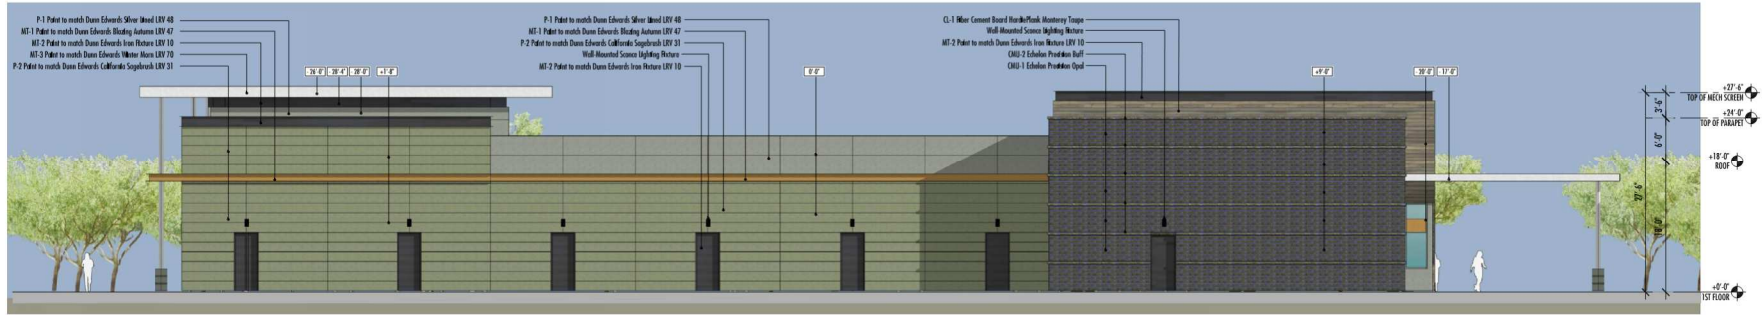 P-1 Paint to match Dunn Edwards Silver Lined LRV 48
MT-1 Paint to match Dunn Edwards Blazing Autumn LRV 47
MT-2 Paint to match Dunn Edwards Iron Fixture LRV 10
MT-3 Paint to match Dunn Edwards Winter Morn LRV 70
P-2 Paint to match Dunn Edwards California Sagebrush LRV 31
-26'-0"
-28'-4"
-28'-0"
+1'-8"
P-1 Paint to match Dunn Edwards Silver Lined LRV 48
MT-1 Paint to match Dunn Edwards Blazing Autumn LRV 47
P-2 Paint to match Dunn Edwards California Sagebrush LRV 31
Wall-Mounted Sconce Lighting Fixture
MT-2 Paint to match Dunn Edwards Iron Fixture LRV 10
0'-0"
CL-1 Fiber Cement Board HardiePlank Monterey Taupe
Wall-Mounted Sconce Lighting Fixture
MT-2 Paint to match Dunn Edwards Iron Fixture LRV 10
CMU-2 Echelon Precision Buff
CMU-1 Echelon Precision Opal
+9'-0"
-20'-0"
-17'-0"
+27'-6"
TOP OF MECH SCREEN
+24'-0"
TOP OF PARAPET
+18'-0"
ROOF
+0'-0"
1ST FLOOR
3'-6"
6'-0"
18'-0"
27'-6"